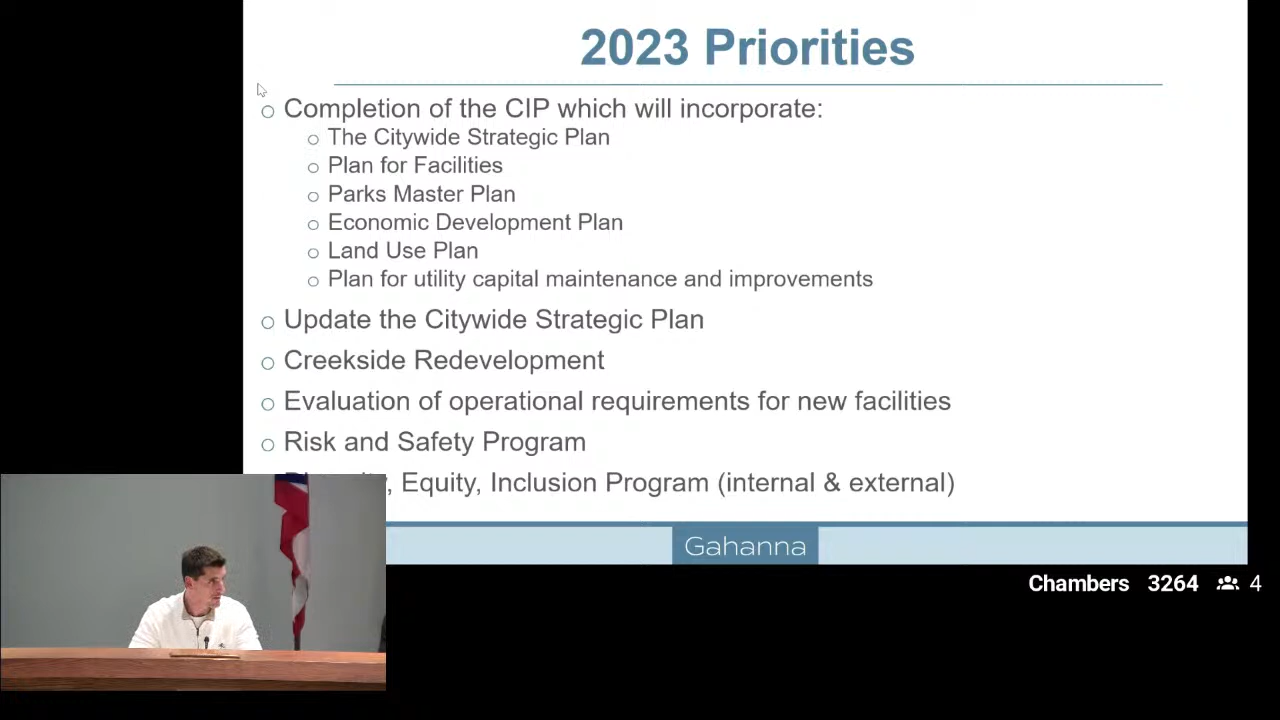 2023 Priorities
Completion of the CIP which will incorporate:
The Citywide Strategic Plan
Plan for Facilities
Parks Master Plan
Economic Development Plan
Land Use Plan
Plan for utility capital maintenance and improvements
Update the Citywide Strategic Plan
Creekside Redevelopment
Evaluation of operational requirements for new facilities
Risk and Safety Program
, Equity, Inclusion Program (internal & external)
Gahanna
Chambers 3264 4